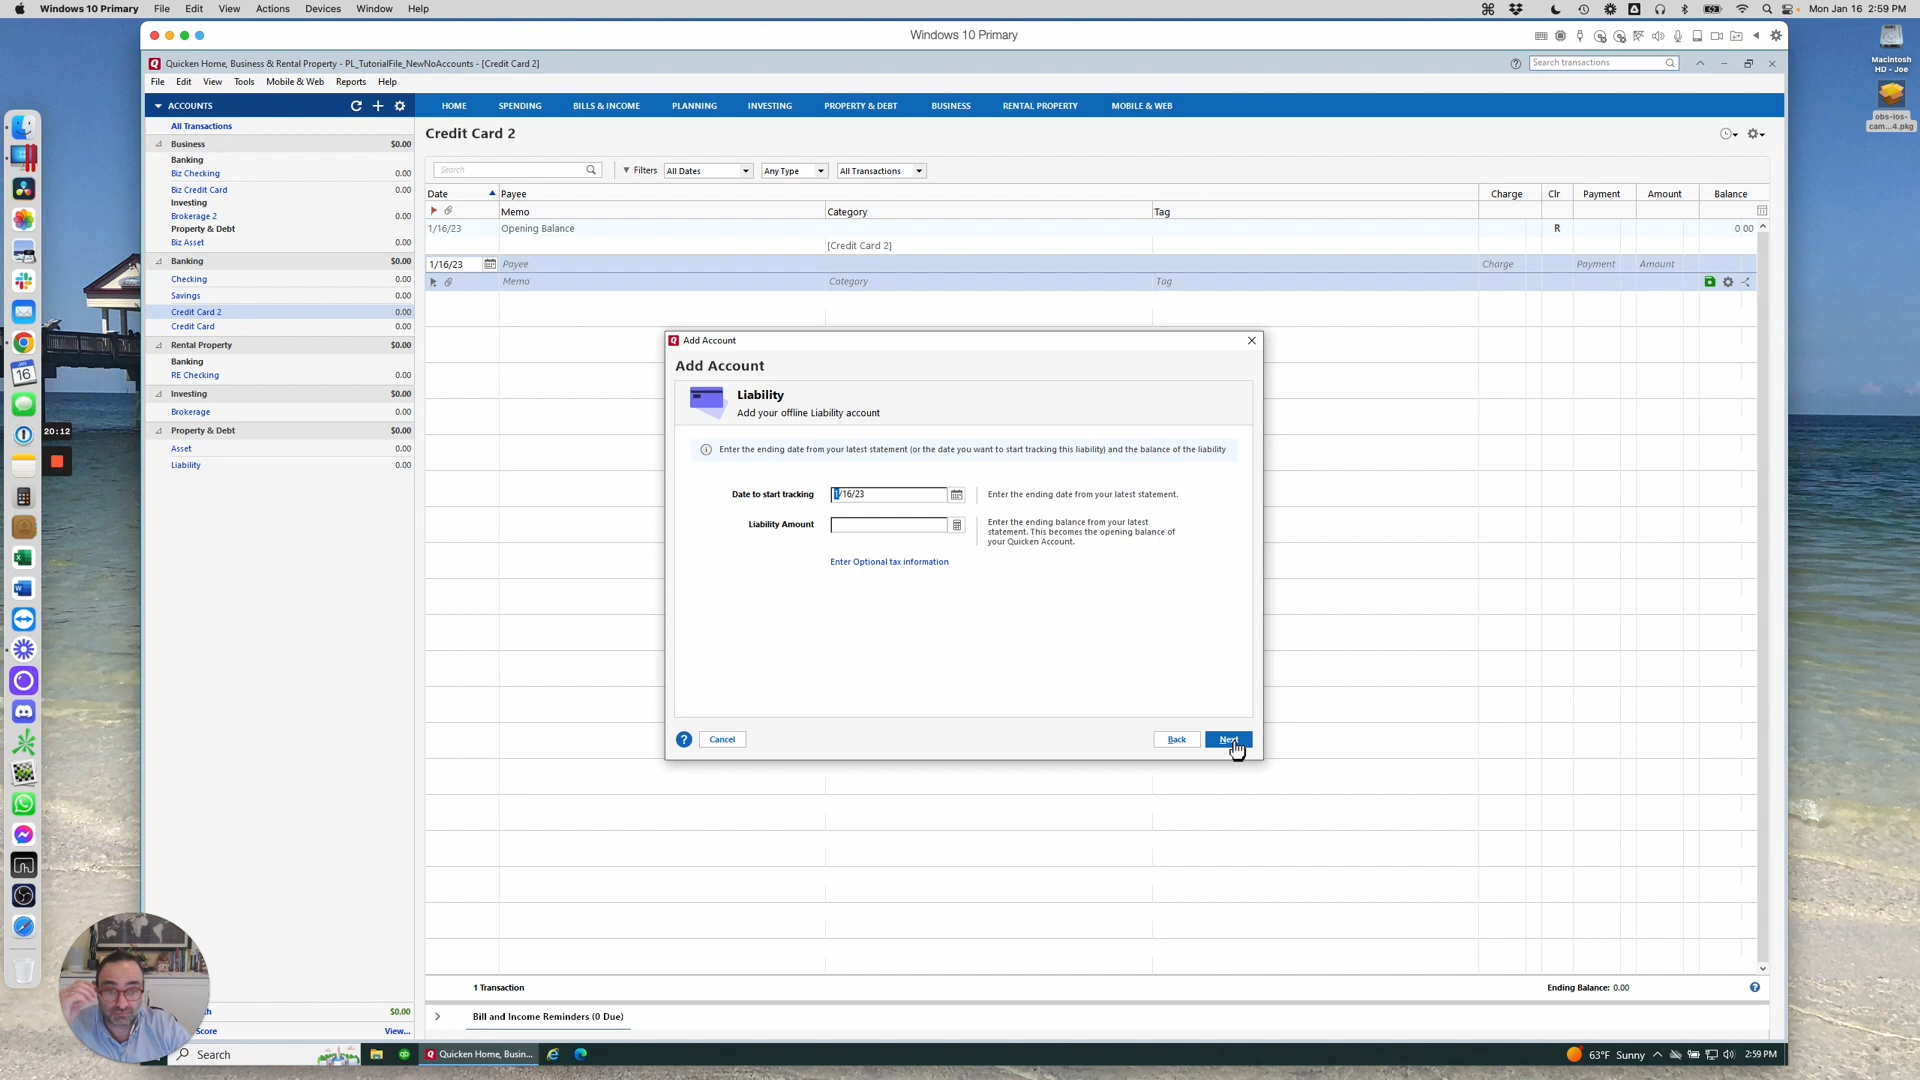 Windows 10 Primary File Edit View Actions Devices Window Help
Mon Jan 16 2:59 PM
Windows 10 Primary
Macintosh
HD - Joe
obs-ios-
cam...4.pkg
Quicken Home, Business & Rental Property - PL_TutorialFile_NewNoAccounts - [Credit Card 2]
Search transactions
File Edit View Tools Mobile & Web Reports Help
ACCOUNTS
HOME SPENDING BILLS & INCOME PLANNING INVESTING PROPERTY & DEBT BUSINESS RENTAL PROPERTY MOBILE & WEB
All Transactions
Business $0.00
Banking
Biz Checking 0.00
Biz Credit Card 0.00
Investing
Brokerage 2 0.00
Property & Debt
Biz Asset 0.00
Banking $0.00
Checking 0.00
Savings 0.00
Credit Card 2 0.00
Credit Card 0.00
Rental Property $0.00
Banking
RE Checking 0.00
Investing $0.00
Brokerage 0.00
Property & Debt $0.00
Asset 0.00
Liability 0.00
$0.00
Score View...
JAN
16
20:12
Credit Card 2
Search Filters All Dates Any Type All Transactions
Date Payee Charge Clr Payment Amount Balance
Memo Category Tag
1/16/23 Opening Balance R 0 00
[Credit Card 2]
1/16/23 Payee Charge Payment Amount
Memo Category Tag
Add Account
Add Account
Liability
Add your offline Liability account
Enter the ending date from your latest statement (or the date you want to start tracking this liability) and the balance of the liability
Date to start tracking 1/16/23 Enter the ending date from your latest statement.
Liability Amount
Enter the ending balance from your latest
statement. This becomes the opening balance of
your Quicken Account.
Enter Optional tax information
? Cancel Back Next
1 Transaction Ending Balance: 0.00
Bill and Income Reminders (0 Due)
Search
Quicken Home, Busin...
63°F Sunny
2:59 PM